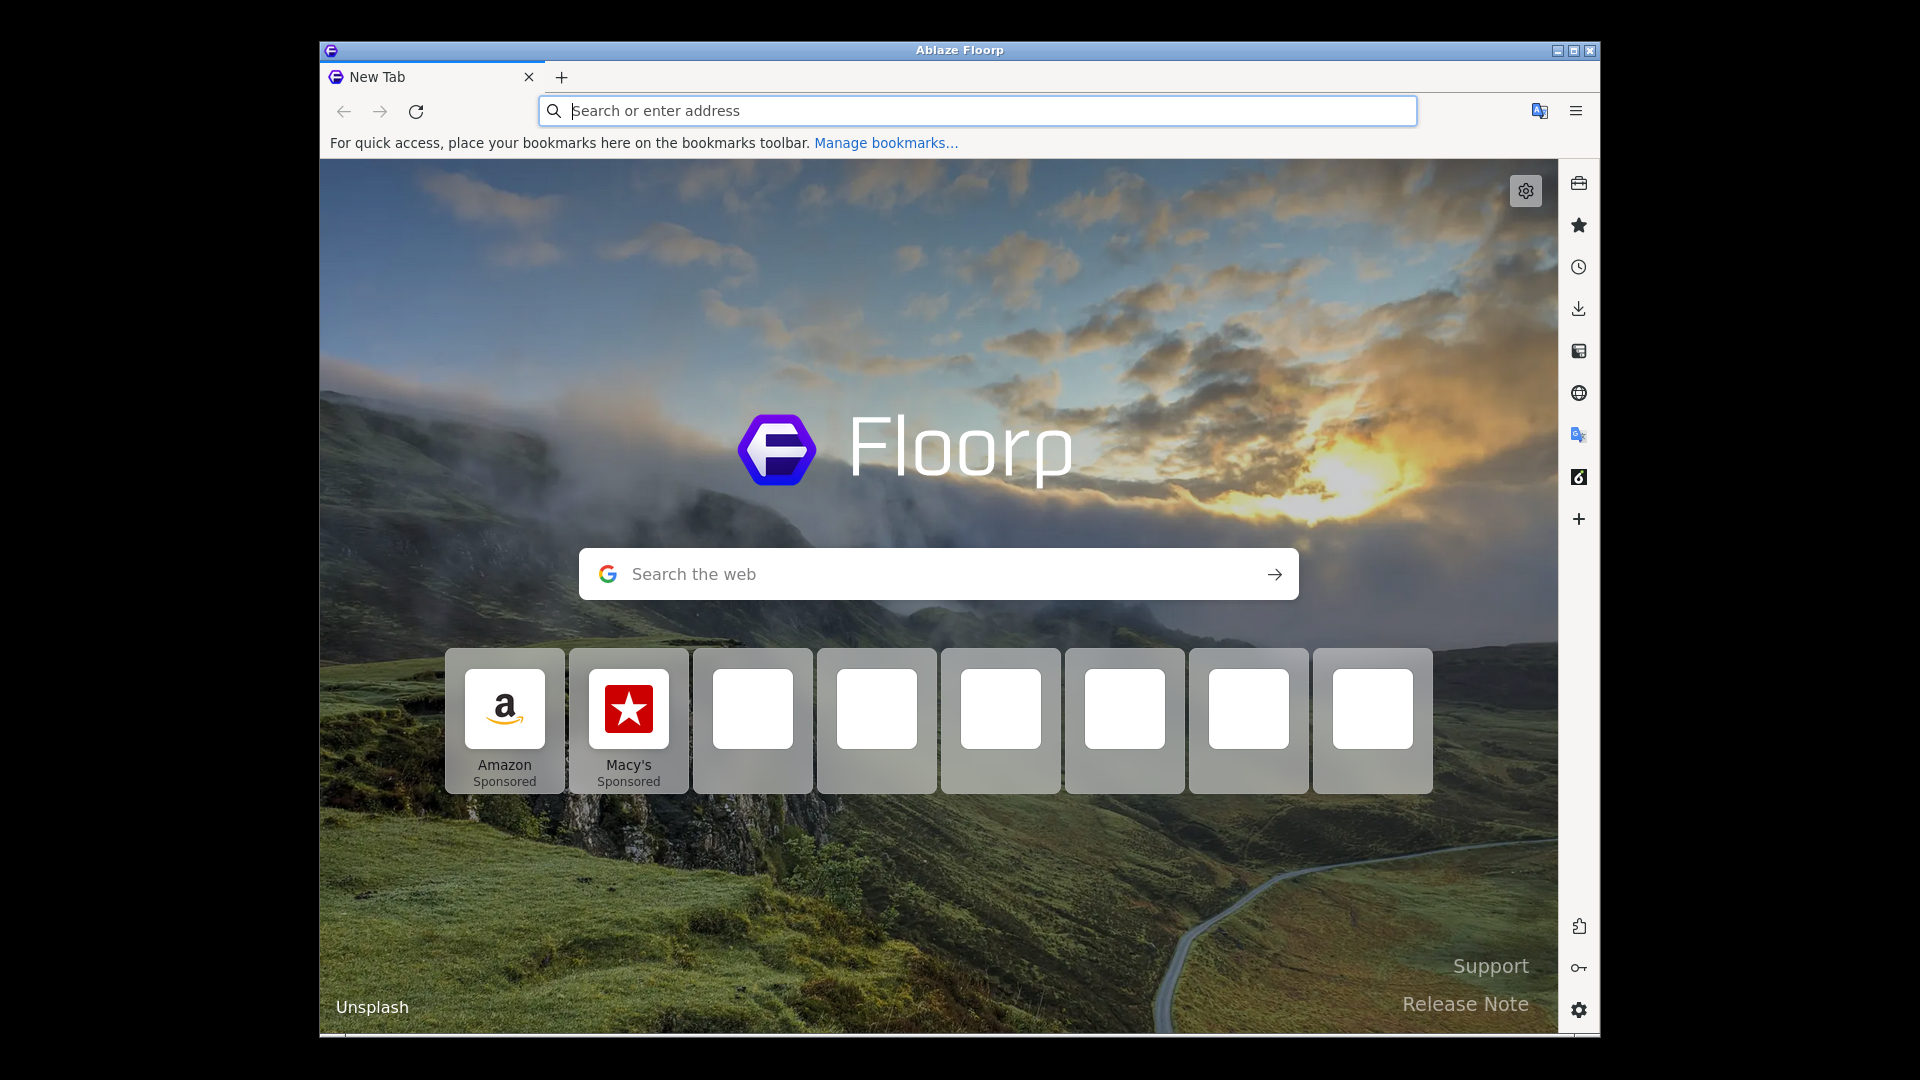 Ablaze Floorp
New Tab
Search or enter address
For quick access, place your bookmarks here on the bookmarks toolbar. Manage bookmarks…
Floorp
Search the web
Amazon
Sponsored
Macy's
Sponsored
Support
Unsplash
Release Note